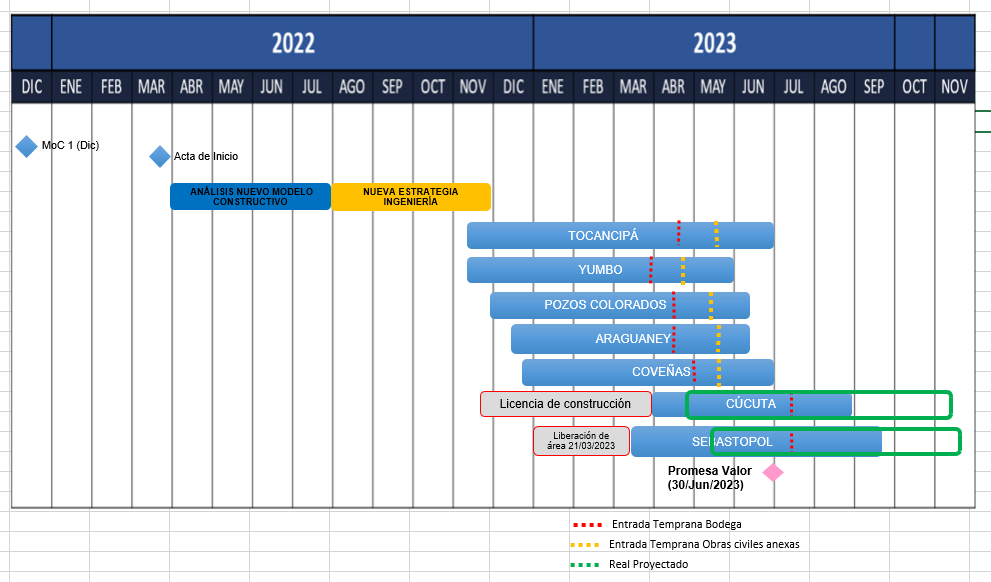 2022 2023
DIC ENE FEB MAR ABR MAY JUN JUL AGO SEP OCT NOV DIC ENE FEB MAR ABR MAY JUN JUL AGO SEP OCT NOV
MoC 1 (Dic)
Acta de Inicio
ANÁLISIS NUEVO MODELO
CONSTRUCTIVO
NUEVA ESTRATEGIA
INGENIERÍA
TOCANCIPÁ
YUMBO
POZOS COLORADOS
ARAGUANEY
COVEÑAS
Licencia de construcción
CÚCUTA
Liberación de
área 21/03/2023
SEBASTOPOL
Promesa Valor
(30/Jun/2023)
Entrada Temprana Bodega
Entrada Temprana Obras civiles anexas
Real Proyectado